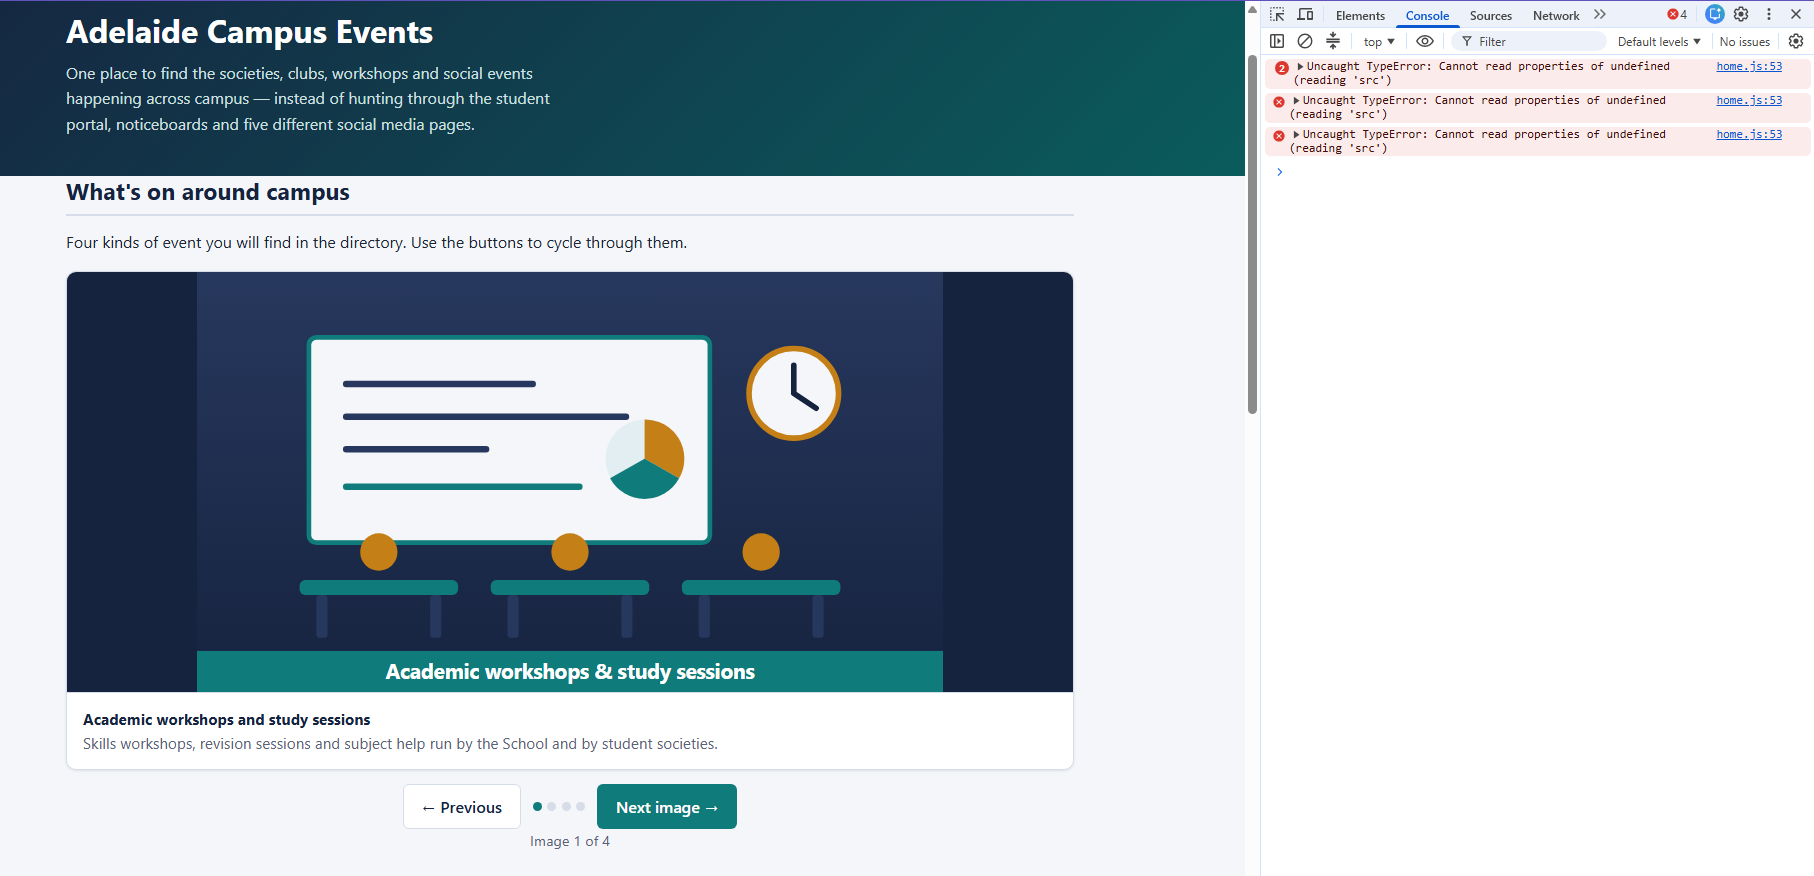 Adelaide Campus Events
One place to find the societies, clubs, workshops and social events
happening across campus — instead of hunting through the student
portal, noticeboards and five different social media pages.
What's on around campus
Four kinds of event you will find in the directory. Use the buttons to cycle through them.
Academic workshops & study sessions
Academic workshops and study sessions
Skills workshops, revision sessions and subject help run by the School and by student societies.
← Previous
Next image →
Image 1 of 4
Elements Console Sources Network 4
top Filter Default levels No issues
2 Uncaught TypeError: Cannot read properties of undefined home.js:53
(reading 'src')
Uncaught TypeError: Cannot read properties of undefined home.js:53
(reading 'src')
Uncaught TypeError: Cannot read properties of undefined home.js:53
(reading 'src')